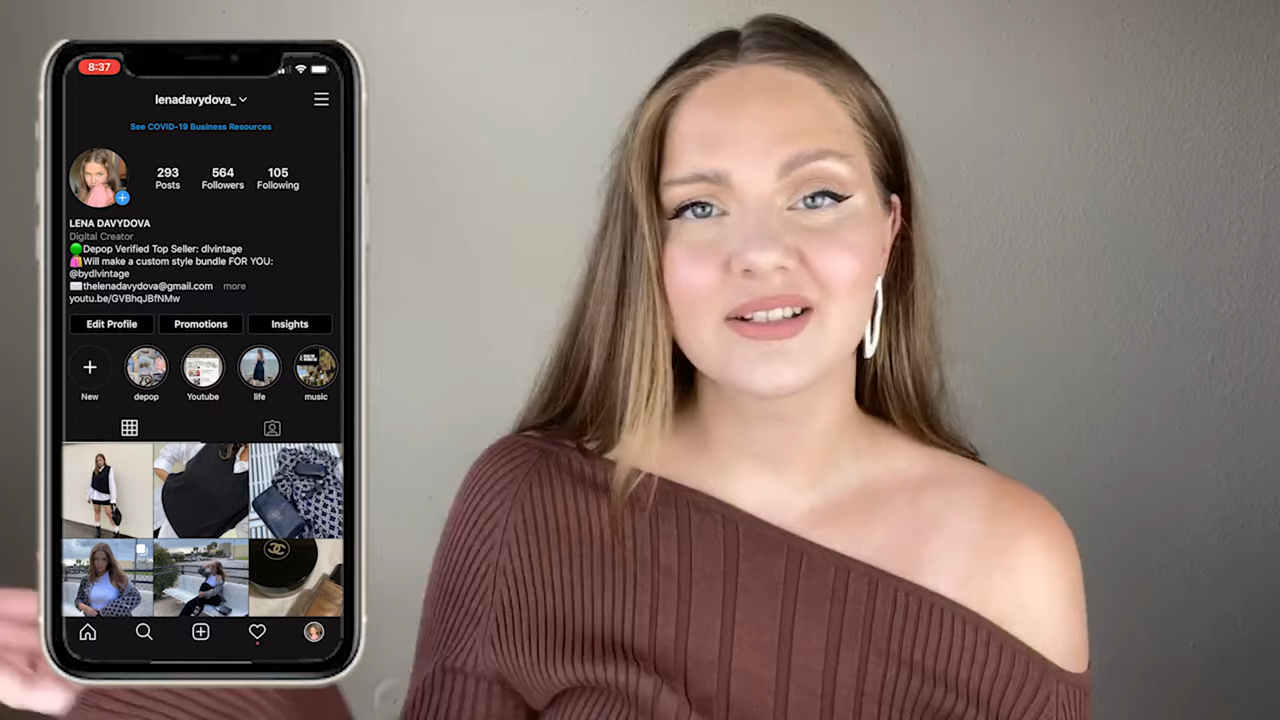 8:37
lenadavydova_
See COVID-19 Business Resources
293 564 105
Posts Followers Following
LENA DAVYDOVA
Digital Creator
Depop Verified Top Seller: dlvintage
Will make a custom style bundle FOR YOU:
@bydlvintage
thelenadavydova@gmail.com more
youtu.be/GVBhqJBfNMw
Edit Profile Promotions Insights
New depop Youtube life music